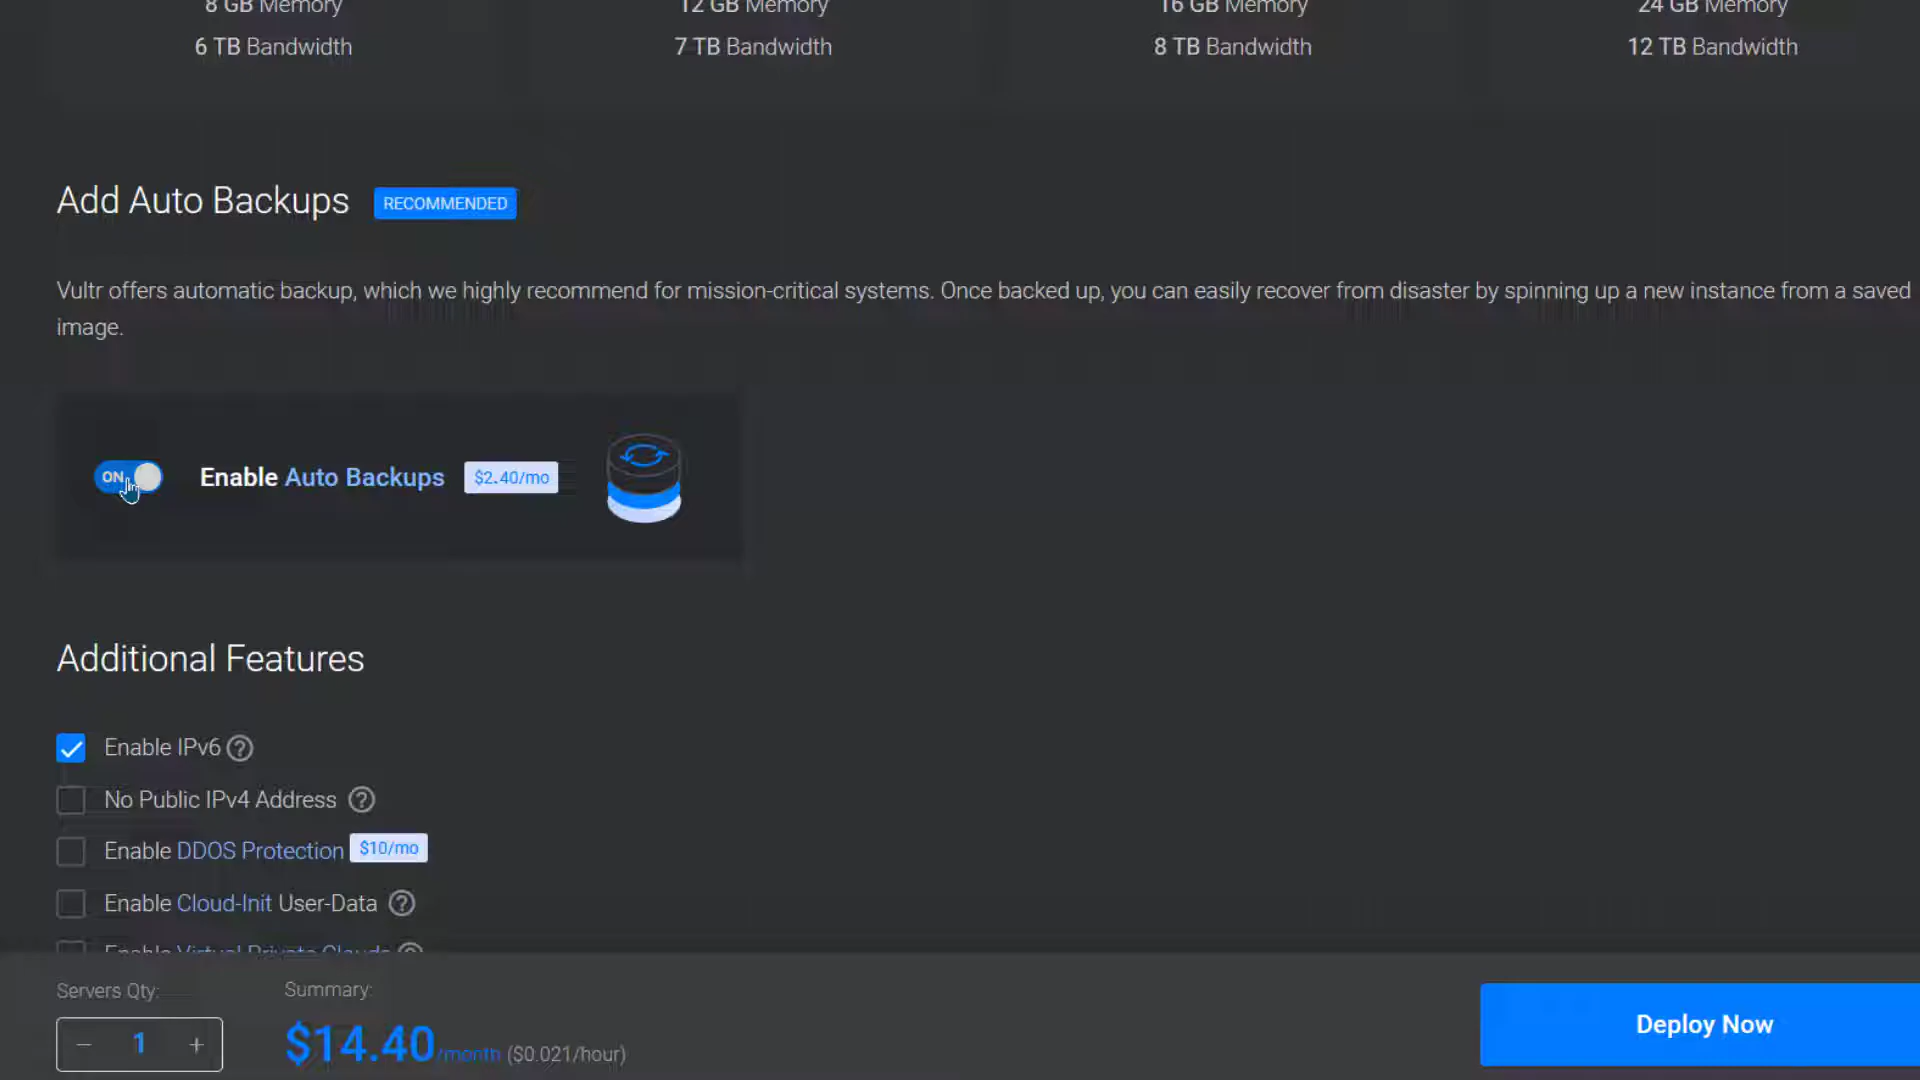 8 GB Memory
12 GB Memory
16 GB Memory
24 GB Memory
6 TB Bandwidth
7 TB Bandwidth
8 TB Bandwidth
12 TB Bandwidth
Add Auto Backups
RECOMMENDED
Vultr offers automatic backup, which we highly recommend for mission-critical systems. Once backed up, you can easily recover from disaster by spinning up a new instance from a saved
image.
ON
Enable Auto Backups
$2.40/mo
Additional Features
Enable IPv6 ?
No Public IPv4 Address ?
Enable DDOS Protection $10/mo
Enable Cloud-Init User-Data ?
Enable Virtual Private Clouds ?
Servers Qty:
Summary:
− 1 +
$14.40/month ($0.021/hour)
Deploy Now